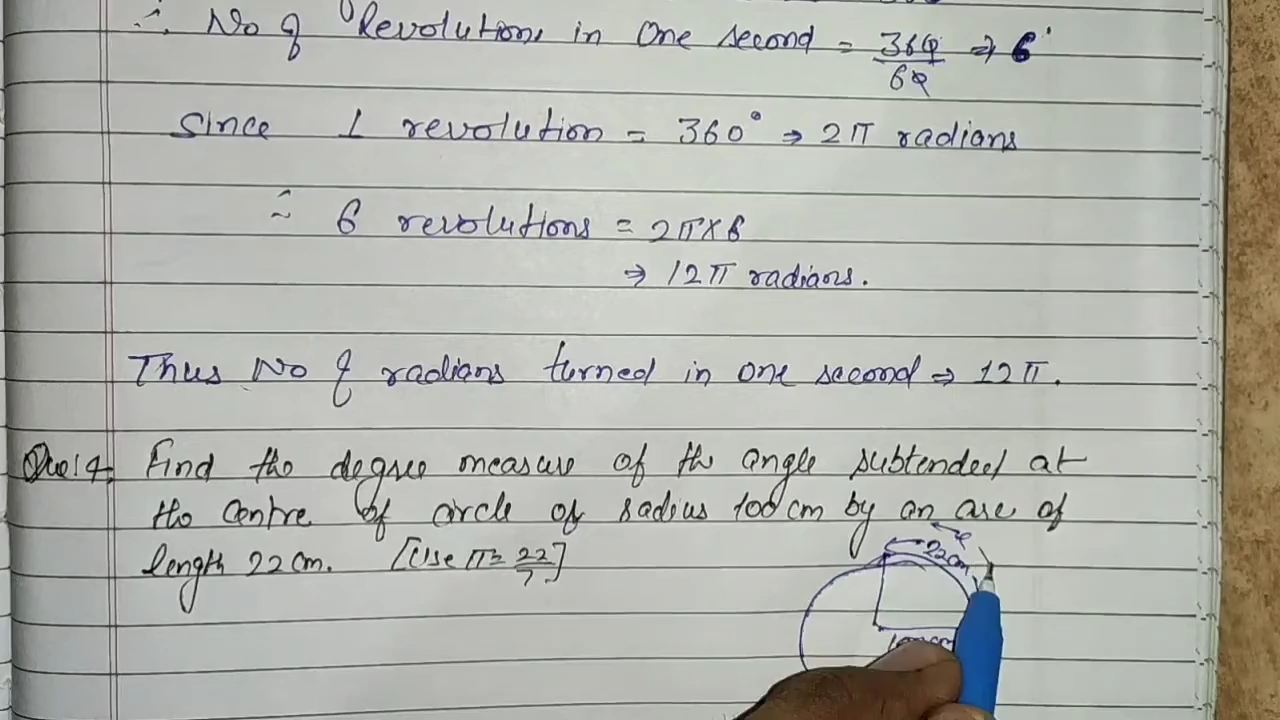 ∴ No of Revolutions in One second = 360/60 ⇒ 6
Since 1 revolution = 360° ⇒ 2π radians
∴ 6 revolutions = 2π×6
⇒ 12π radians.
Thus No of radians turned in one second ⇒ 12π.
Que:4. Find the degree measure of the angle subtended at
the Centre of circle of radius 100 cm by an arc of
length 22 cm. [Use π = 22/7]
22cm
100cm